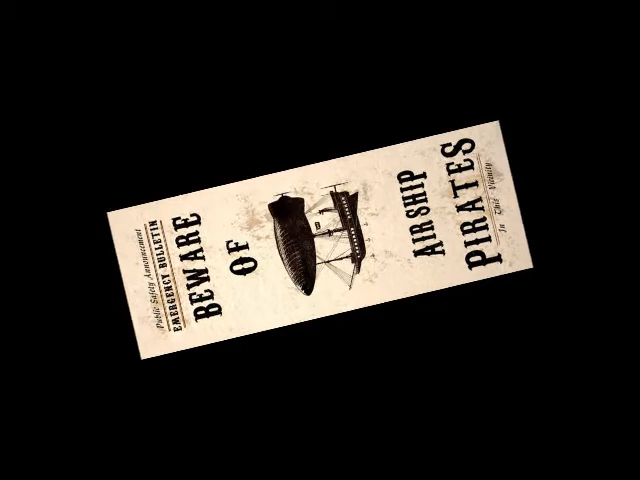 Public Safety Announcement
EMERGENCY BULLETIN
BEWARE
OF
AIRSHIP
PIRATES
In This Vicinity